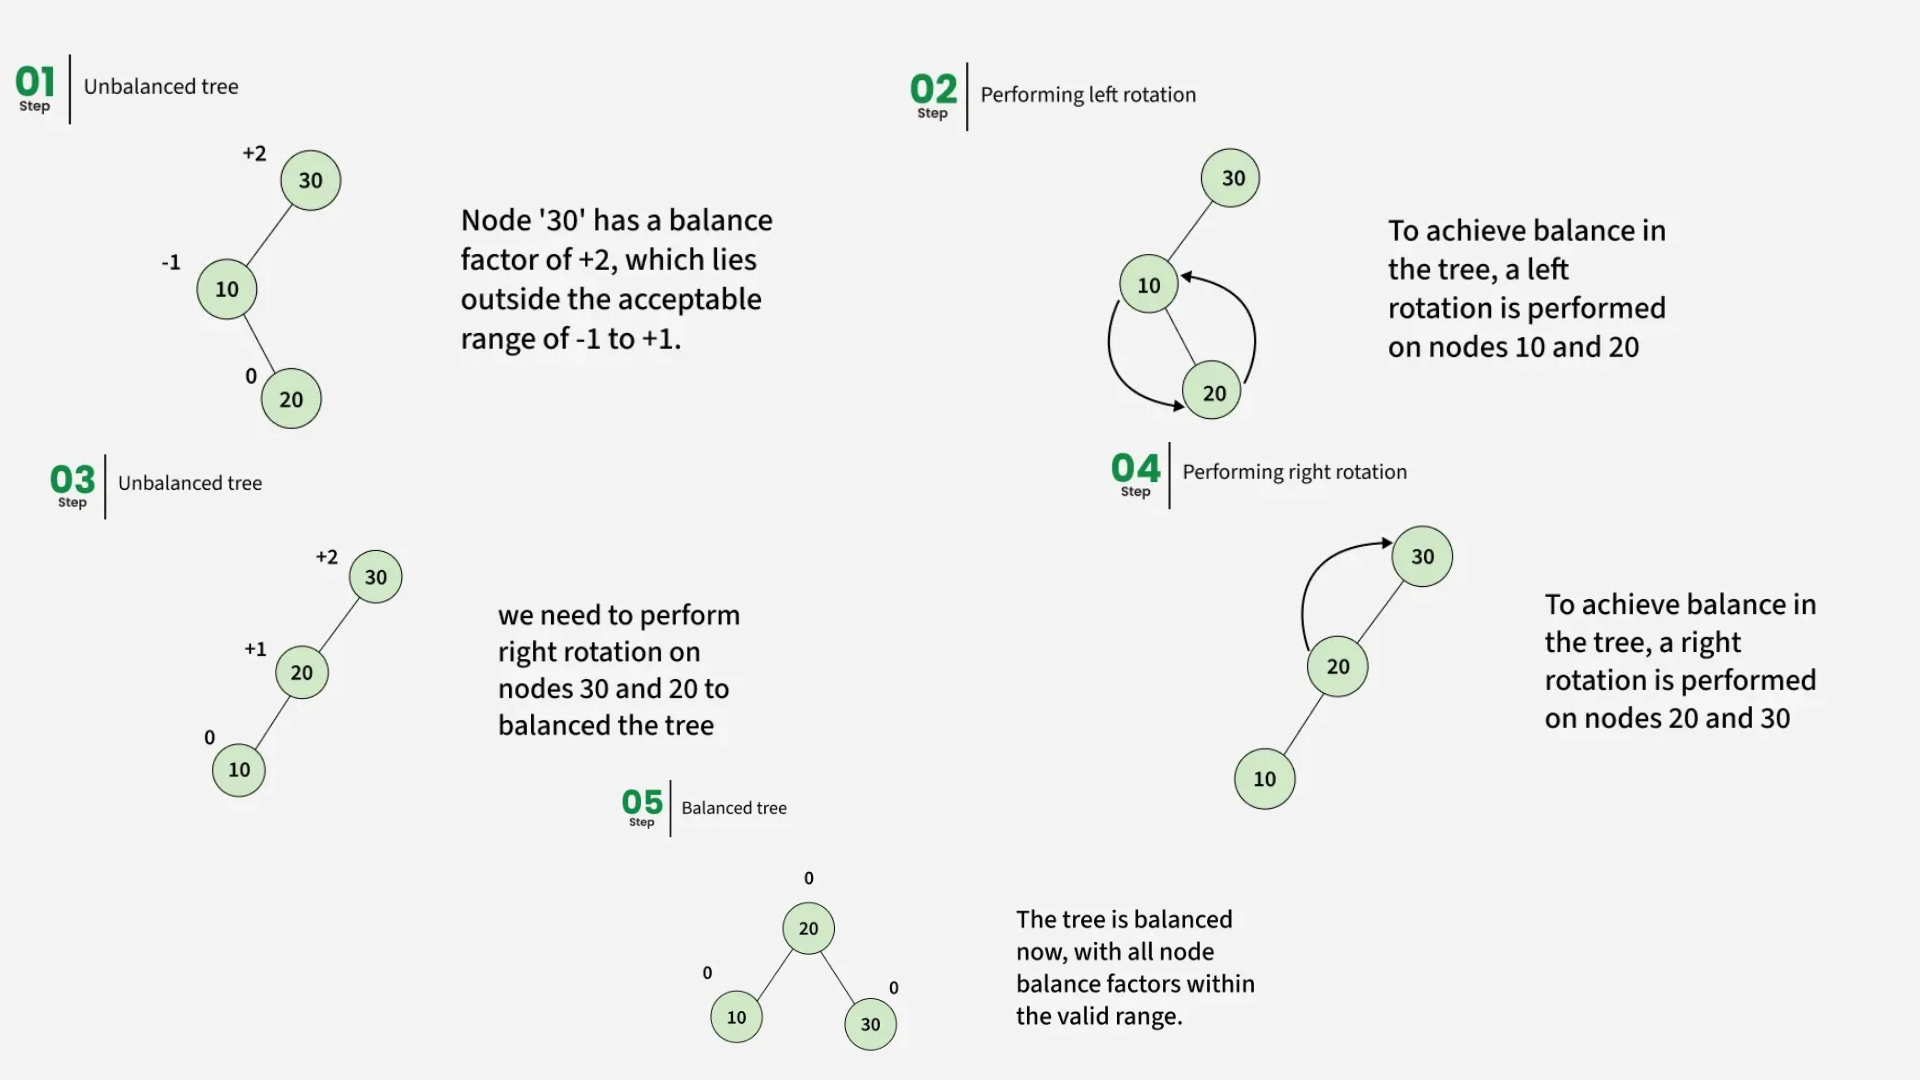 01
Step
Unbalanced tree
+2
30
-1
10
0
20
Node '30' has a balance
factor of +2, which lies
outside the acceptable
range of -1 to +1.
02
Step
Performing left rotation
30
10
20
To achieve balance in
the tree, a left
rotation is performed
on nodes 10 and 20
03
Step
Unbalanced tree
+2
30
+1
20
0
10
we need to perform
right rotation on
nodes 30 and 20 to
balanced the tree
04
Step
Performing right rotation
30
20
10
To achieve balance in
the tree, a right
rotation is performed
on nodes 20 and 30
05
Step
Balanced tree
0
20
0
10
0
30
The tree is balanced
now, with all node
balance factors within
the valid range.